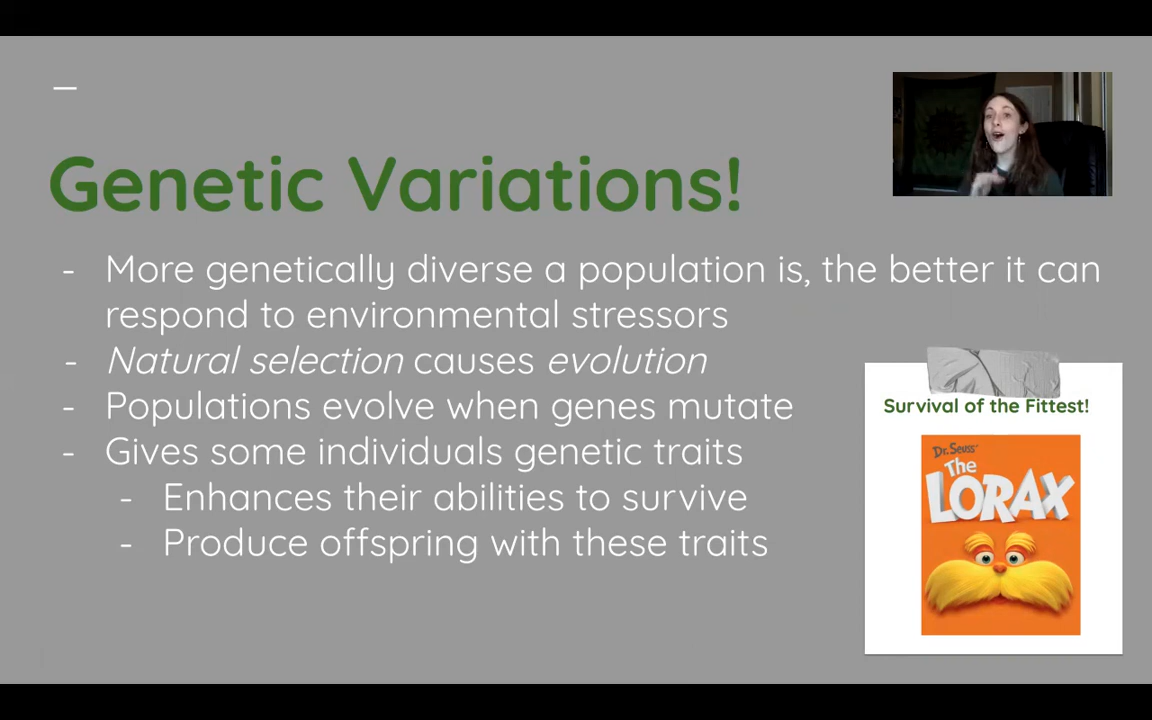 Genetic Variations!
- More genetically diverse a population is, the better it can
respond to environmental stressors
- Natural selection causes evolution
- Populations evolve when genes mutate
- Gives some individuals genetic traits
- Enhances their abilities to survive
- Produce offspring with these traits
Survival of the Fittest!
Dr. Seuss'
The
LORAX